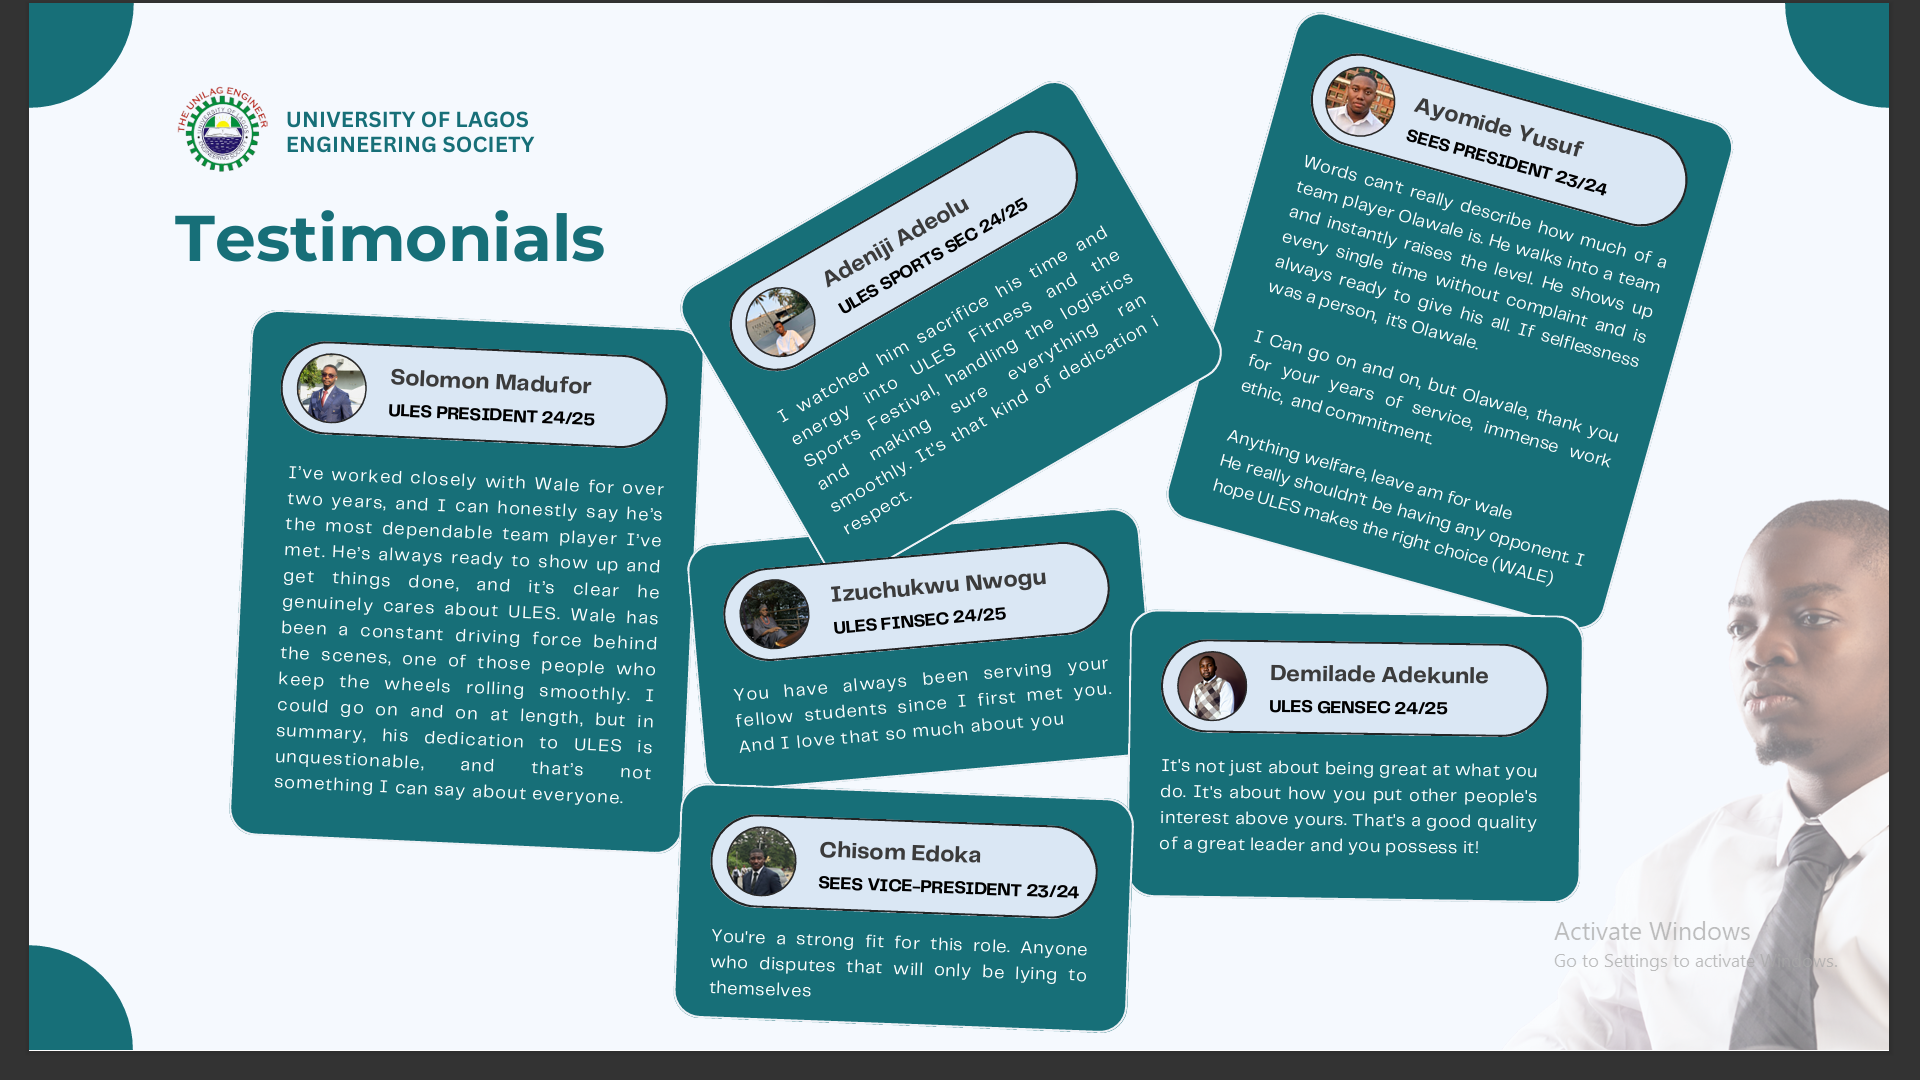 THE UNILAG ENGINEER
UNIVERSITY OF LAGOS
ENGINEERING SOCIETY
UNIVERSITY OF LAGOS
ENGINEERING SOCIETY
Testimonials
Solomon Madufor
ULES PRESIDENT 24/25
I’ve worked closely with Wale for over
two years, and I can honestly say he’s
the most dependable team player I’ve
met. He’s always ready to show up and
get things done, and it’s clear he
genuinely cares about ULES. Wale has
been a constant driving force behind
the scenes, one of those people who
keep the wheels rolling smoothly. I
could go on and on at length, but in
summary, his dedication to ULES is
unquestionable, and that’s not
something I can say about everyone.
Adeniji Adeolu
ULES SPORTS SEC 24/25
I watched him sacrifice his time and
energy into ULES Fitness and the
Sports Festival, handling the logistics
and making sure everything ran
smoothly. It's that kind of dedication i
respect.
Ayomide Yusuf
SEES PRESIDENT 23/24
Words can't really describe how much of a
team player Olawale is. He walks into a team
and instantly raises the level. He shows up
every single time without complaint and is
always ready to give his all. If selflessness
was a person, it's Olawale.
I Can go on and on, but Olawale, thank you
for your years of service, immense work
ethic, and commitment.
Anything welfare, leave am for wale
He really shouldn't be having any opponent. I
hope ULES makes the right choice (WALE)
Izuchukwu Nwogu
ULES FINSEC 24/25
You have always been serving your
fellow students since I first met you.
And I love that so much about you
Demilade Adekunle
ULES GENSEC 24/25
It's not just about being great at what you
do. It's about how you put other people's
interest above yours. That's a good quality
of a great leader and you possess it!
Chisom Edoka
SEES VICE-PRESIDENT 23/24
You're a strong fit for this role. Anyone
who disputes that will only be lying to
themselves
Activate Windows
Go to Settings to activate Windows.